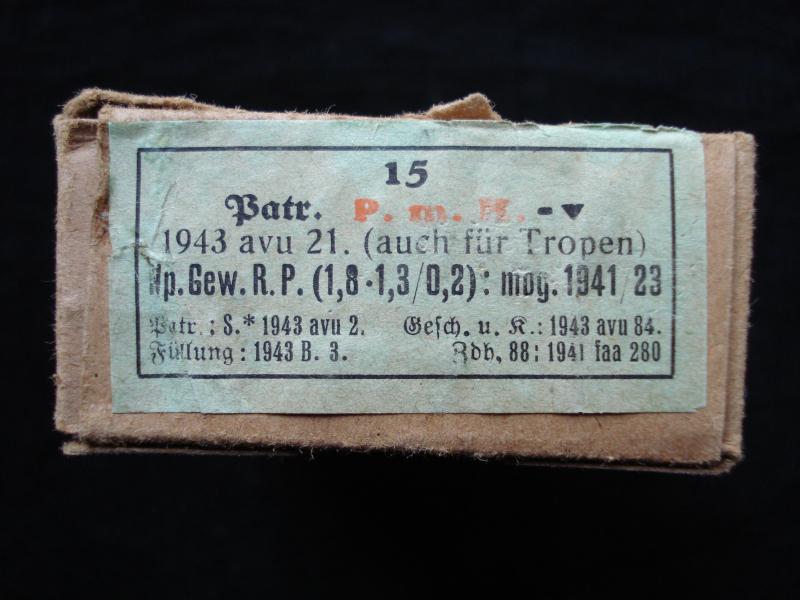 15
Patr. P. m. K. -▾
1943 avu 21. (auch für Tropen)
Np. Gew. R. P. (1,8·1,3/0,2): mog. 1941/23
Patr.: S.* 1943 avu 2. Gesch. u. K.: 1943 avu 84.
Füllung: 1943 B. 3. Zdh. 88: 1941 faa 280